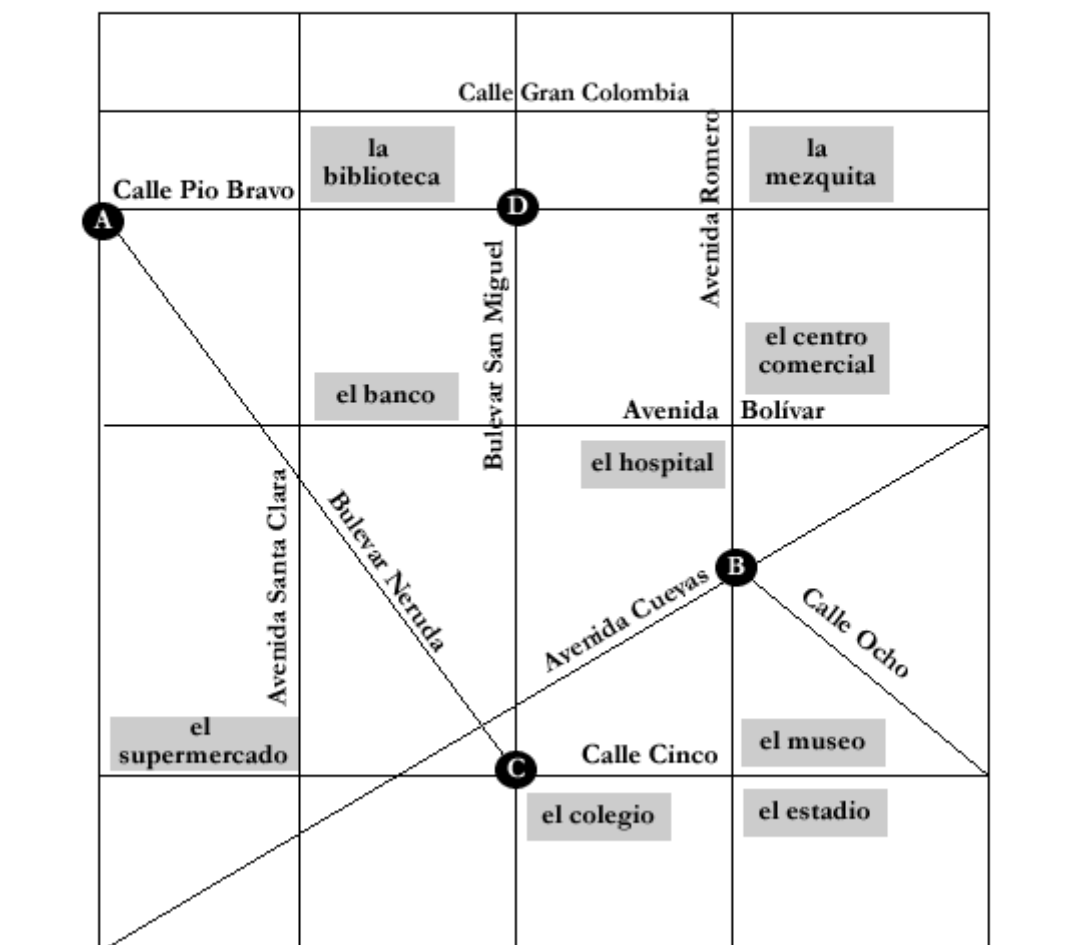 Calle Gran Colombia
la
biblioteca
Avenida Romero
la
mezquita
Calle Pio Bravo
A
D
Bulevar San Miguel
el centro
comercial
el banco
Avenida Bolívar
el hospital
Avenida Santa Clara
Bulevar Neruda
B
Avenida Cuevas
Calle Ocho
el
supermercado
C
Calle Cinco
el museo
el colegio
el estadio